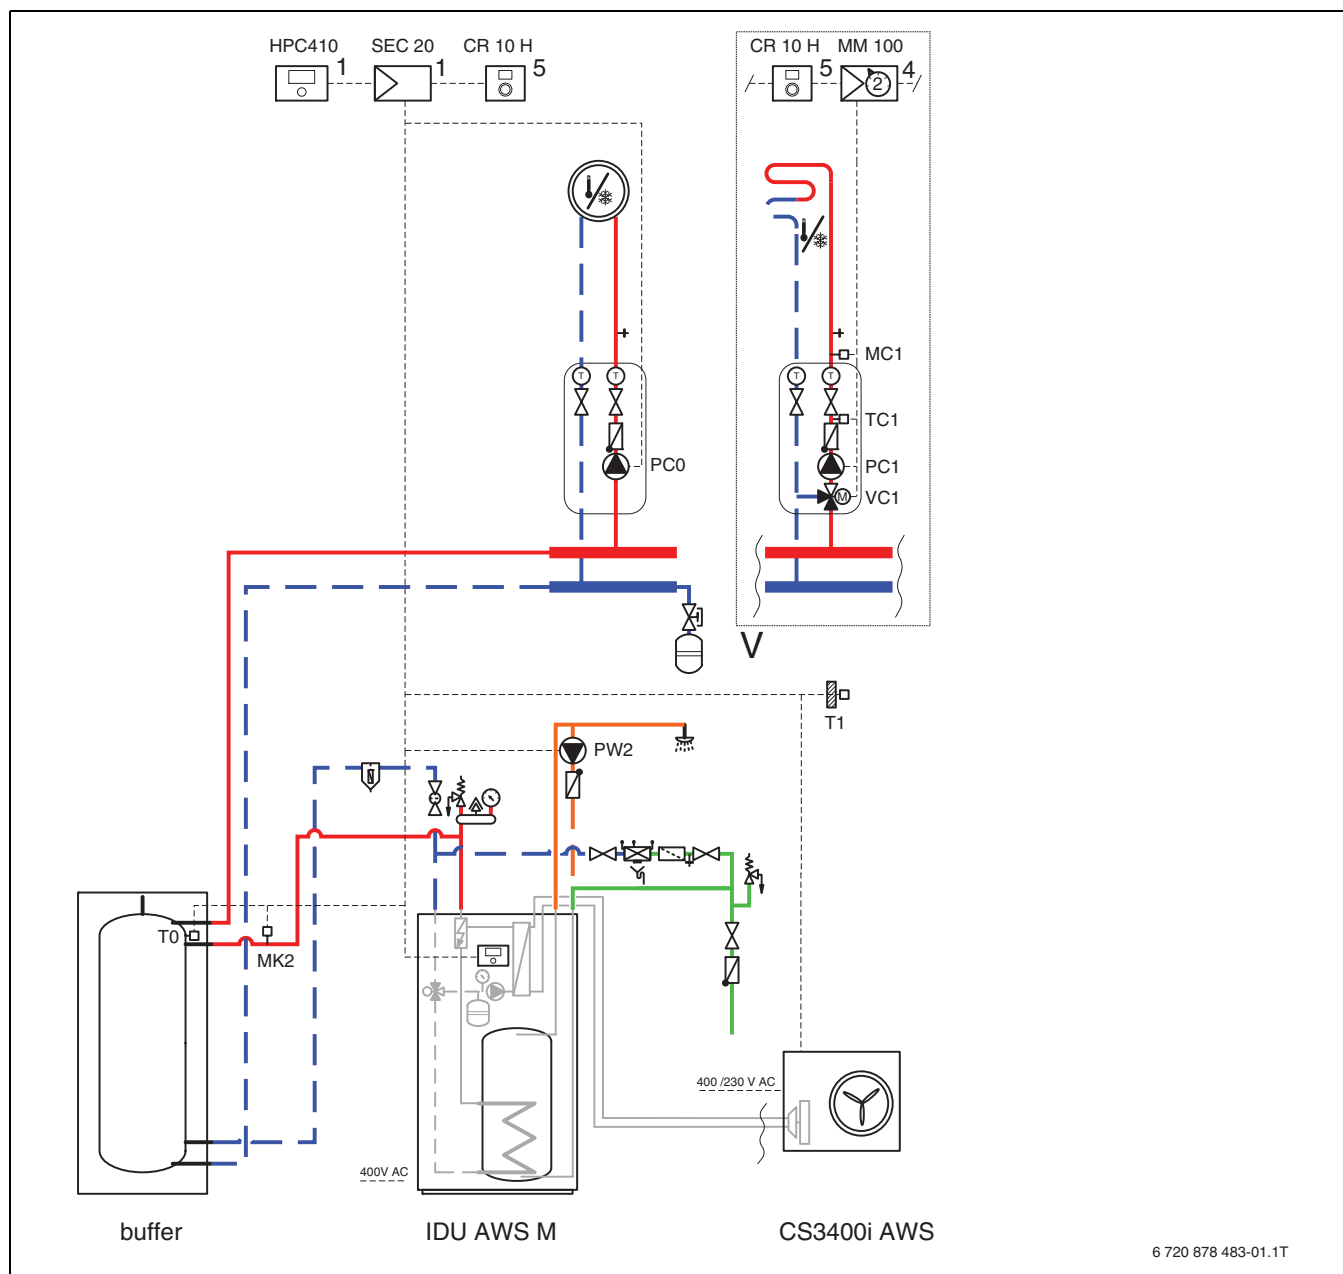 HPC410 SEC 20 CR 10 H
1 1 5
CR 10 H MM 100
5 2 4
MC1
T T
T T
TC1
PC0
PC1
M VC1
V
T1
PW2
T0
MK2
400 /230 V AC
400V AC
buffer
IDU AWS M
CS3400i AWS
6 720 878 483-01.1T